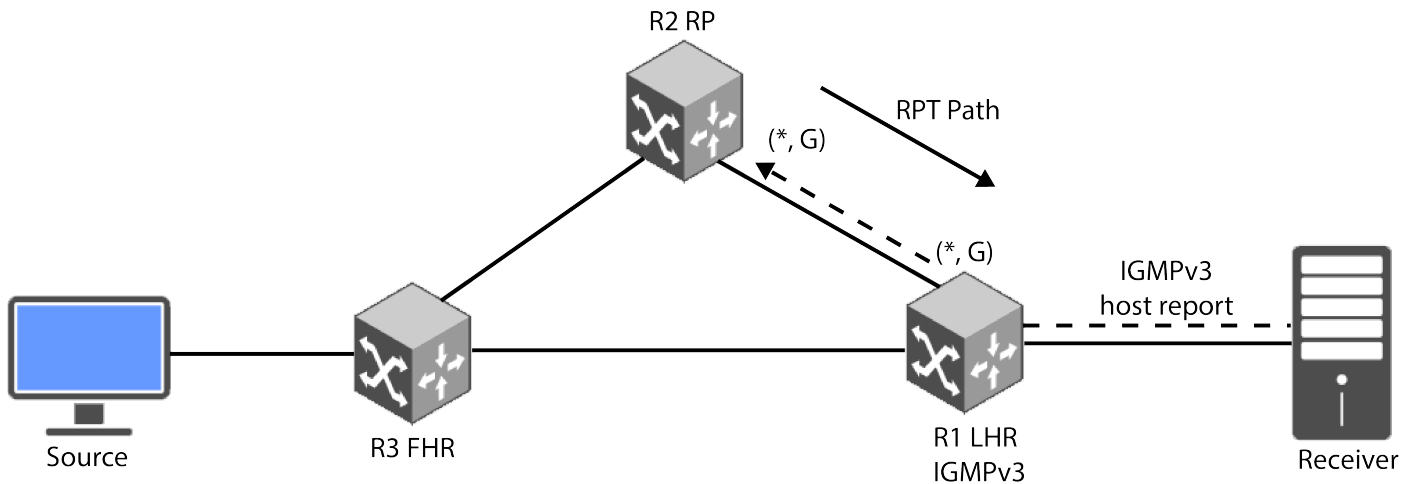 R2 RP
RPT Path
(*, G)
(*, G)
IGMPv3
host report
R3 FHR
R1 LHR
IGMPv3
Source
Receiver